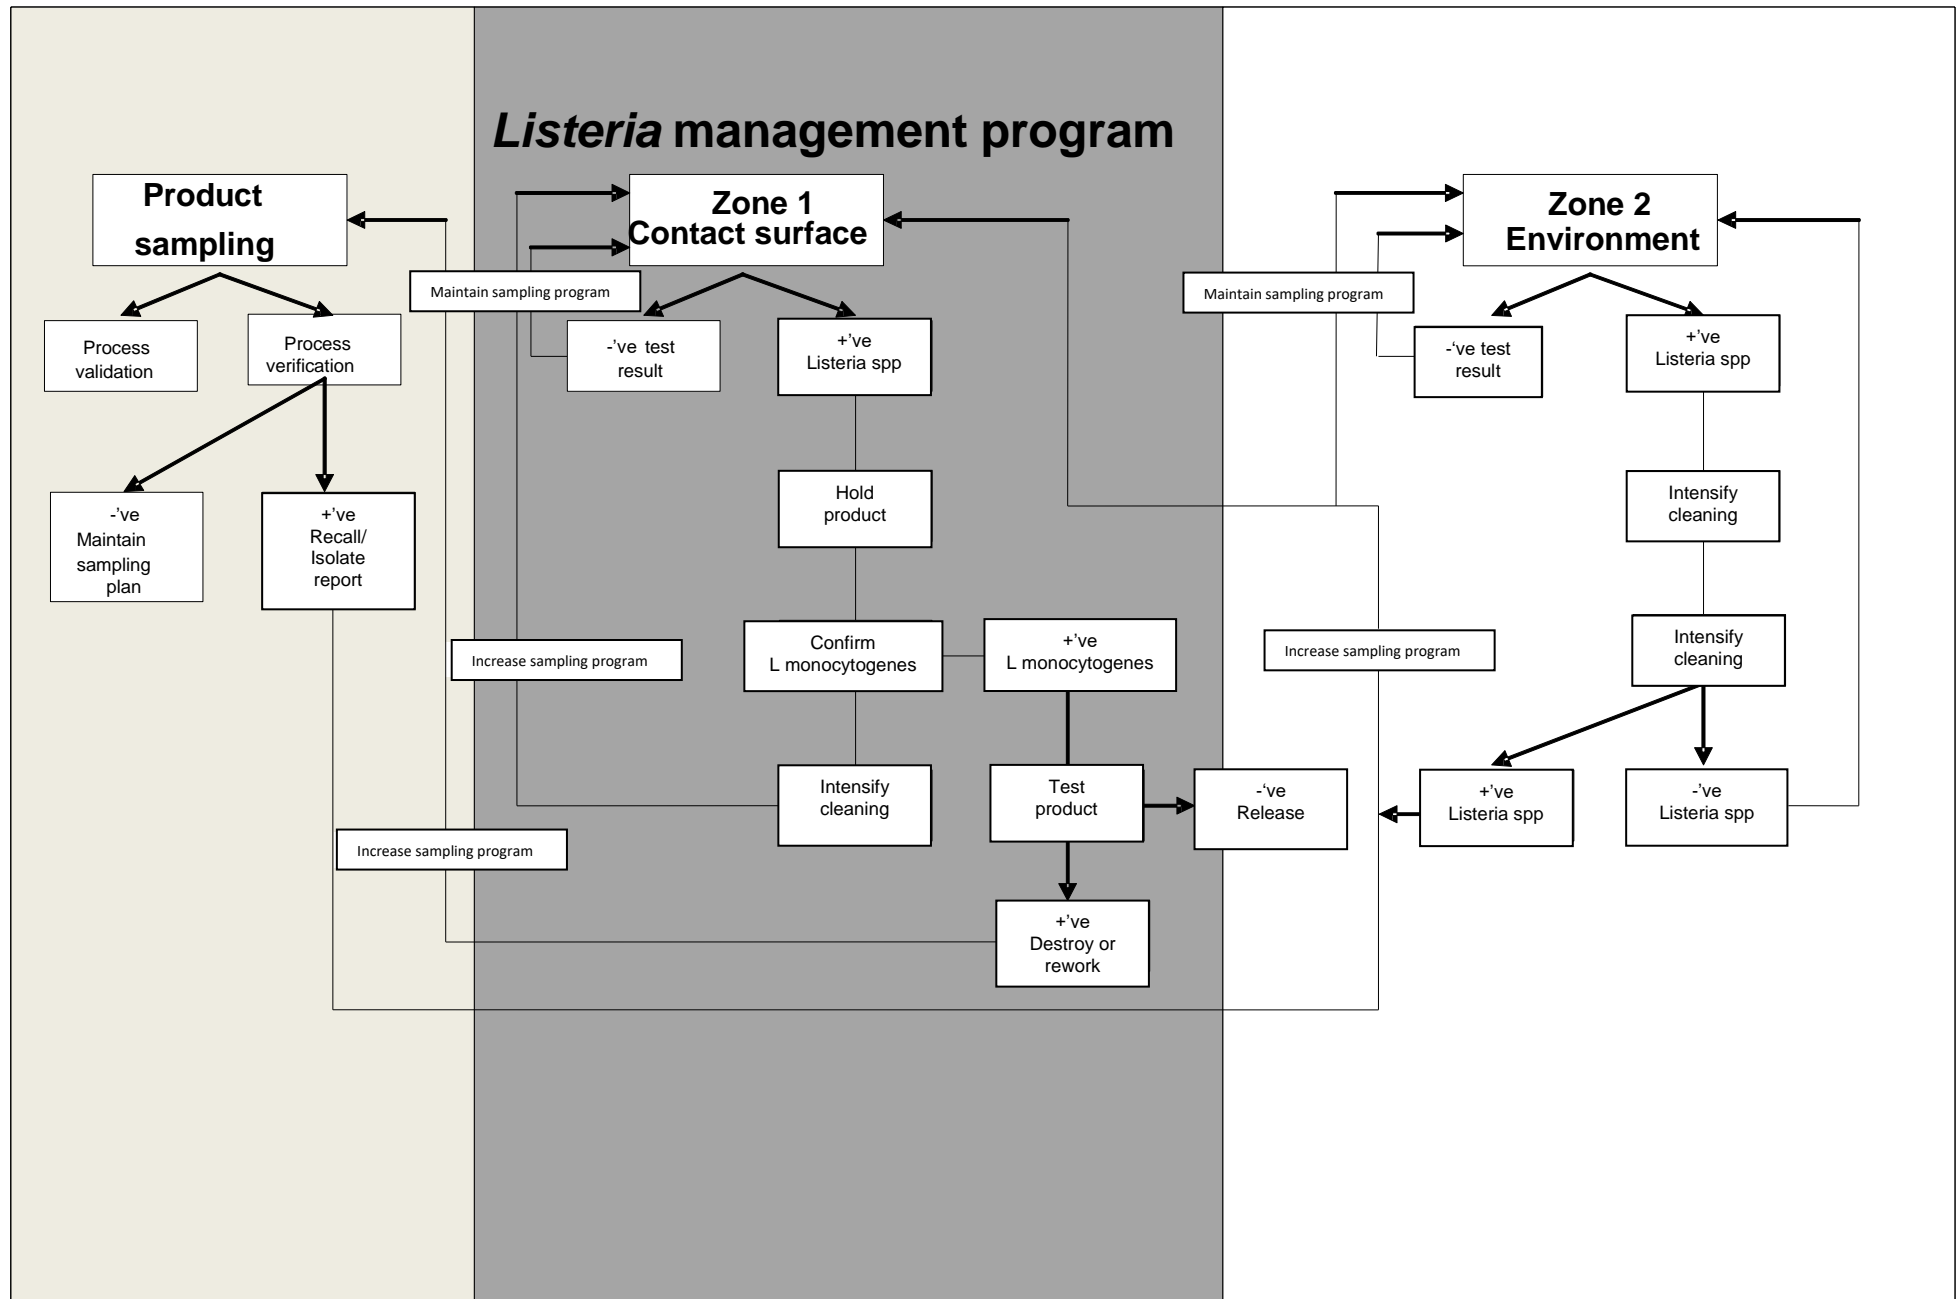 Listeria management program
Product
sampling
Process
validation
Process
verification
-’ve
Maintain
sampling
plan
+’ve
Recall/
Isolate
report
Zone 1
Contact surface
Maintain sampling program
-’ve test
result
+’ve
Listeria spp
Hold
product
Confirm
L monocytogenes
+’ve
L monocytogenes
Increase sampling program
Intensify
cleaning
Test
product
-‘ve
Release
Increase sampling program
+’ve
Destroy or
rework
Zone 2
Environment
Maintain sampling program
-‘ve test
result
+’ve
Listeria spp
Intensify
cleaning
Intensify
cleaning
Increase sampling program
+’ve
Listeria spp
-’ve
Listeria spp